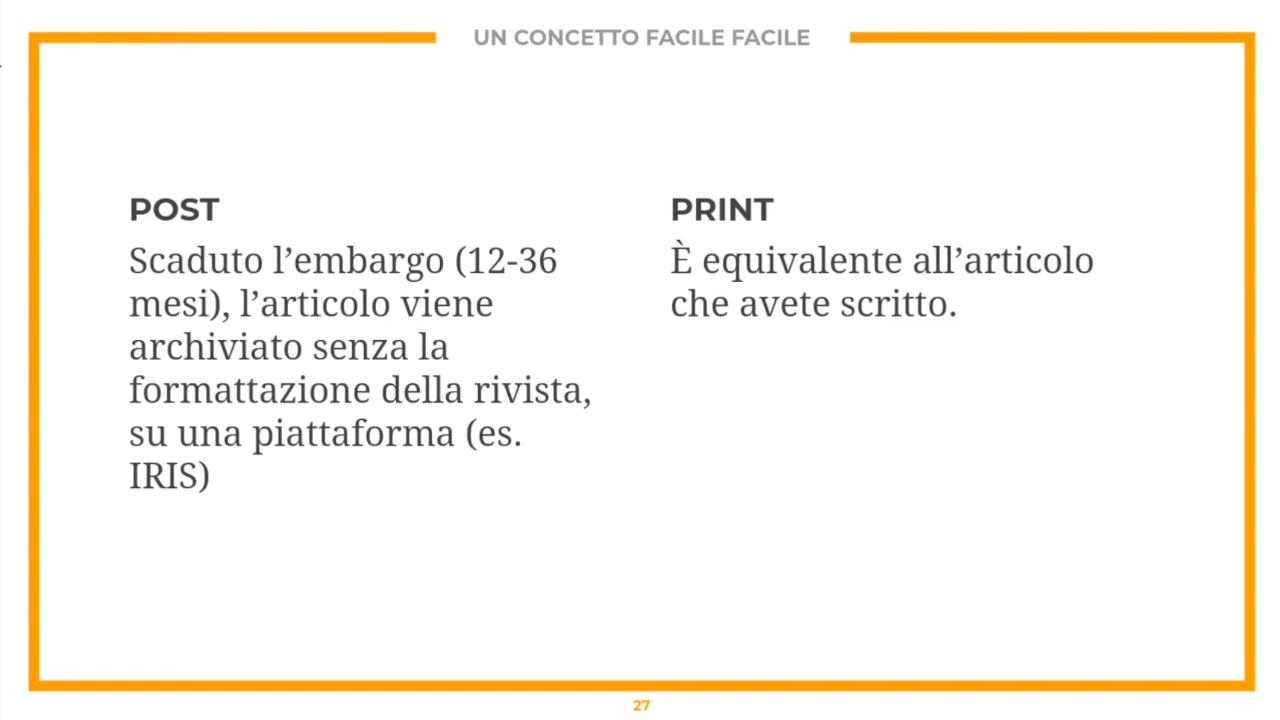 UN CONCETTO FACILE FACILE
POST
Scaduto l’embargo (12-36
mesi), l’articolo viene
archiviato senza la
formattazione della rivista,
su una piattaforma (es.
IRIS)
PRINT
È equivalente all’articolo
che avete scritto.
27